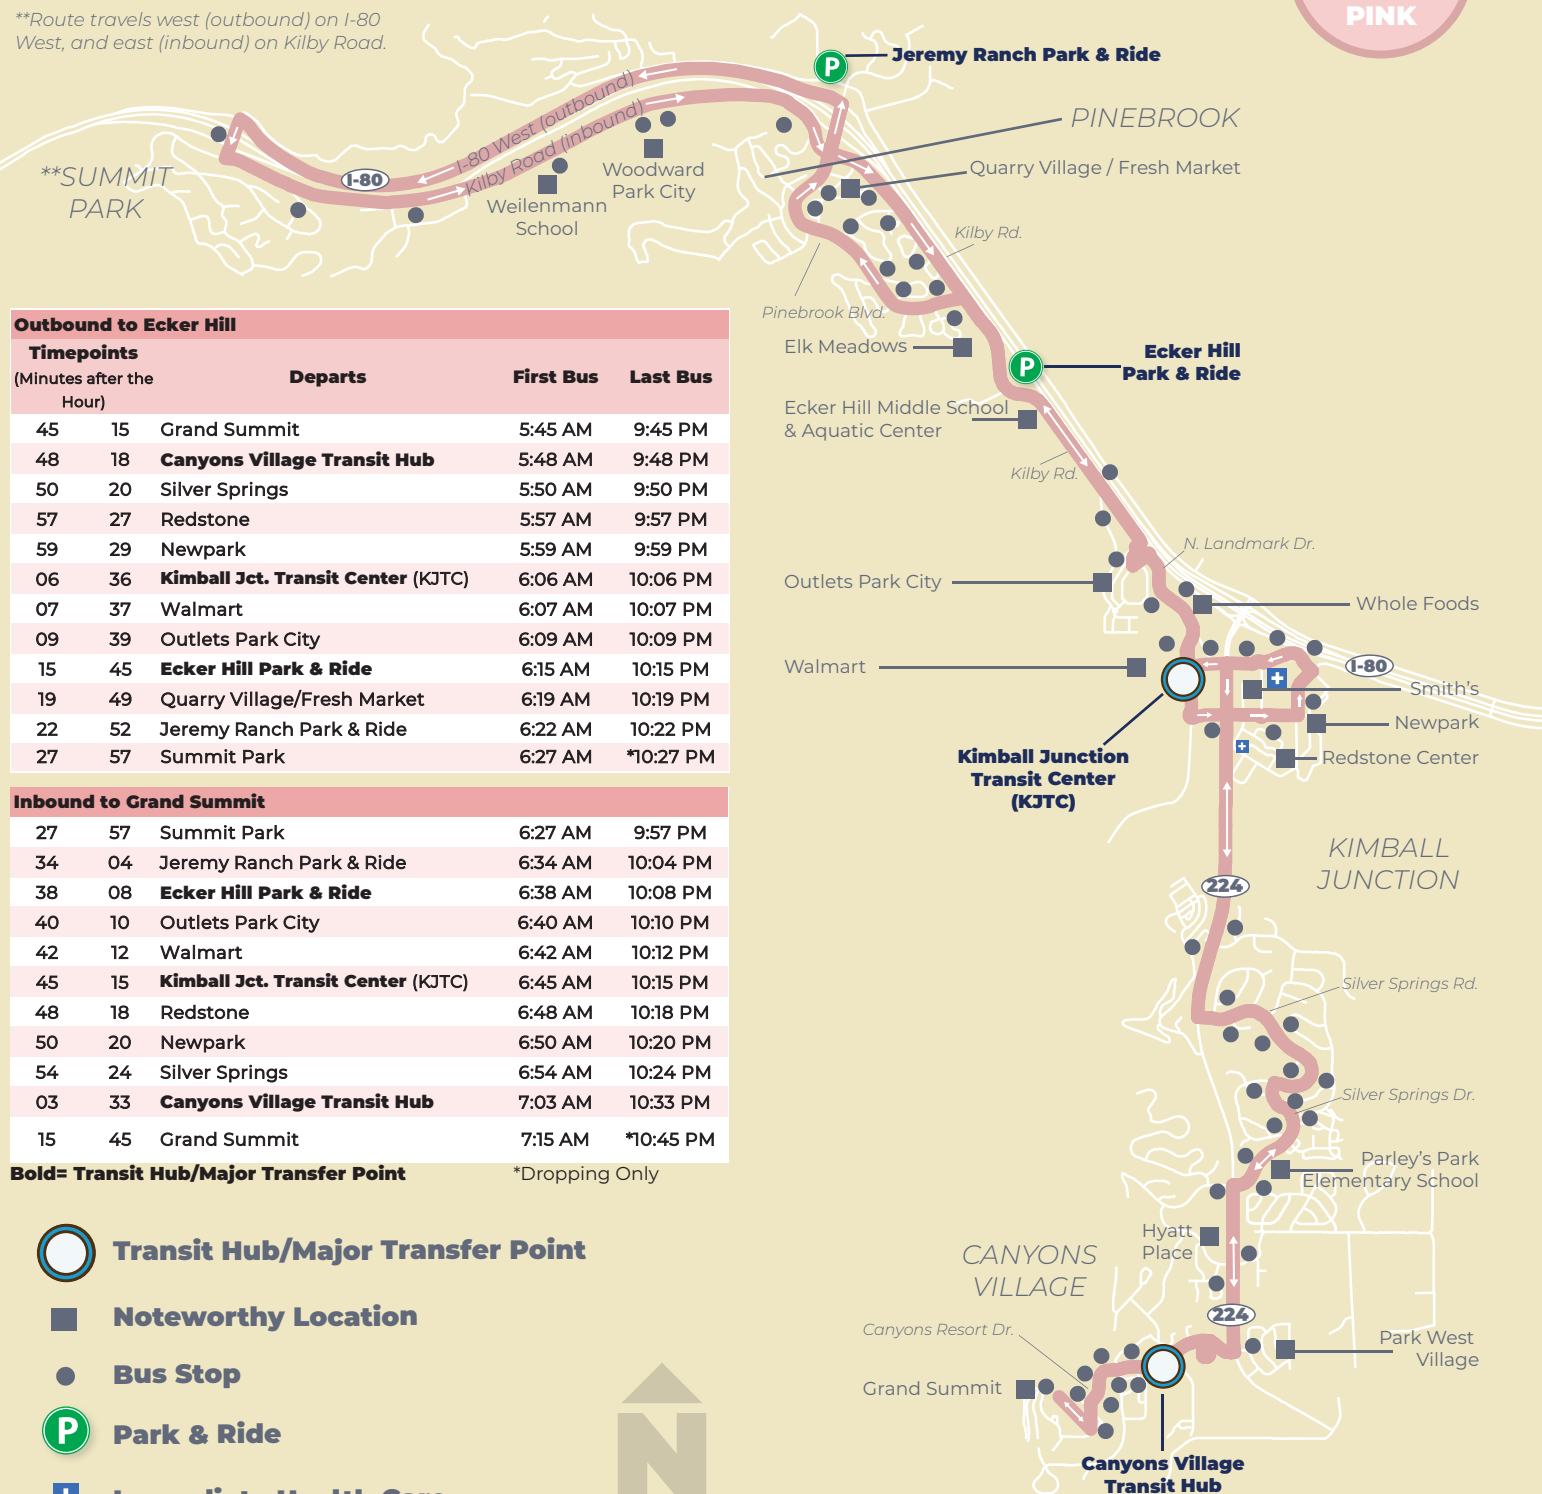 **Route travels west (outbound) on I-80
West, and east (inbound) on Kilby Road.
PINK
Jeremy Ranch Park & Ride
PINEBROOK
Quarry Village / Fresh Market
I-80 West (outbound)
Kilby Road (inbound)
**SUMMIT
PARK
I-80
Woodward
Park City
Weilenmann
School
Kilby Rd.
Pinebrook Blvd.
Elk Meadows
Ecker Hill
Park & Ride
Ecker Hill Middle School
& Aquatic Center
Kilby Rd.
N. Landmark Dr.
Outlets Park City
Whole Foods
Walmart
I-80
Smith's
Newpark
Redstone Center
Kimball Junction
Transit Center
(KJTC)
KIMBALL
JUNCTION
224
Silver Springs Rd.
Silver Springs Dr.
Parley's Park
Elementary School
Hyatt
Place
CANYONS
VILLAGE
224
Canyons Resort Dr.
Park West
Village
Grand Summit
Canyons Village
Transit Hub
Outbound to Ecker Hill
Timepoints
(Minutes after the
Hour)
Departs First Bus Last Bus
45 15 Grand Summit 5:45 AM 9:45 PM
48 18 Canyons Village Transit Hub 5:48 AM 9:48 PM
50 20 Silver Springs 5:50 AM 9:50 PM
57 27 Redstone 5:57 AM 9:57 PM
59 29 Newpark 5:59 AM 9:59 PM
06 36 Kimball Jct. Transit Center (KJTC) 6:06 AM 10:06 PM
07 37 Walmart 6:07 AM 10:07 PM
09 39 Outlets Park City 6:09 AM 10:09 PM
15 45 Ecker Hill Park & Ride 6:15 AM 10:15 PM
19 49 Quarry Village/Fresh Market 6:19 AM 10:19 PM
22 52 Jeremy Ranch Park & Ride 6:22 AM 10:22 PM
27 57 Summit Park 6:27 AM *10:27 PM
Inbound to Grand Summit
27 57 Summit Park 6:27 AM 9:57 PM
34 04 Jeremy Ranch Park & Ride 6:34 AM 10:04 PM
38 08 Ecker Hill Park & Ride 6:38 AM 10:08 PM
40 10 Outlets Park City 6:40 AM 10:10 PM
42 12 Walmart 6:42 AM 10:12 PM
45 15 Kimball Jct. Transit Center (KJTC) 6:45 AM 10:15 PM
48 18 Redstone 6:48 AM 10:18 PM
50 20 Newpark 6:50 AM 10:20 PM
54 24 Silver Springs 6:54 AM 10:24 PM
03 33 Canyons Village Transit Hub 7:03 AM 10:33 PM
15 45 Grand Summit 7:15 AM *10:45 PM
Bold= Transit Hub/Major Transfer Point *Dropping Only
Transit Hub/Major Transfer Point
Noteworthy Location
Bus Stop
P Park & Ride
N
P
P